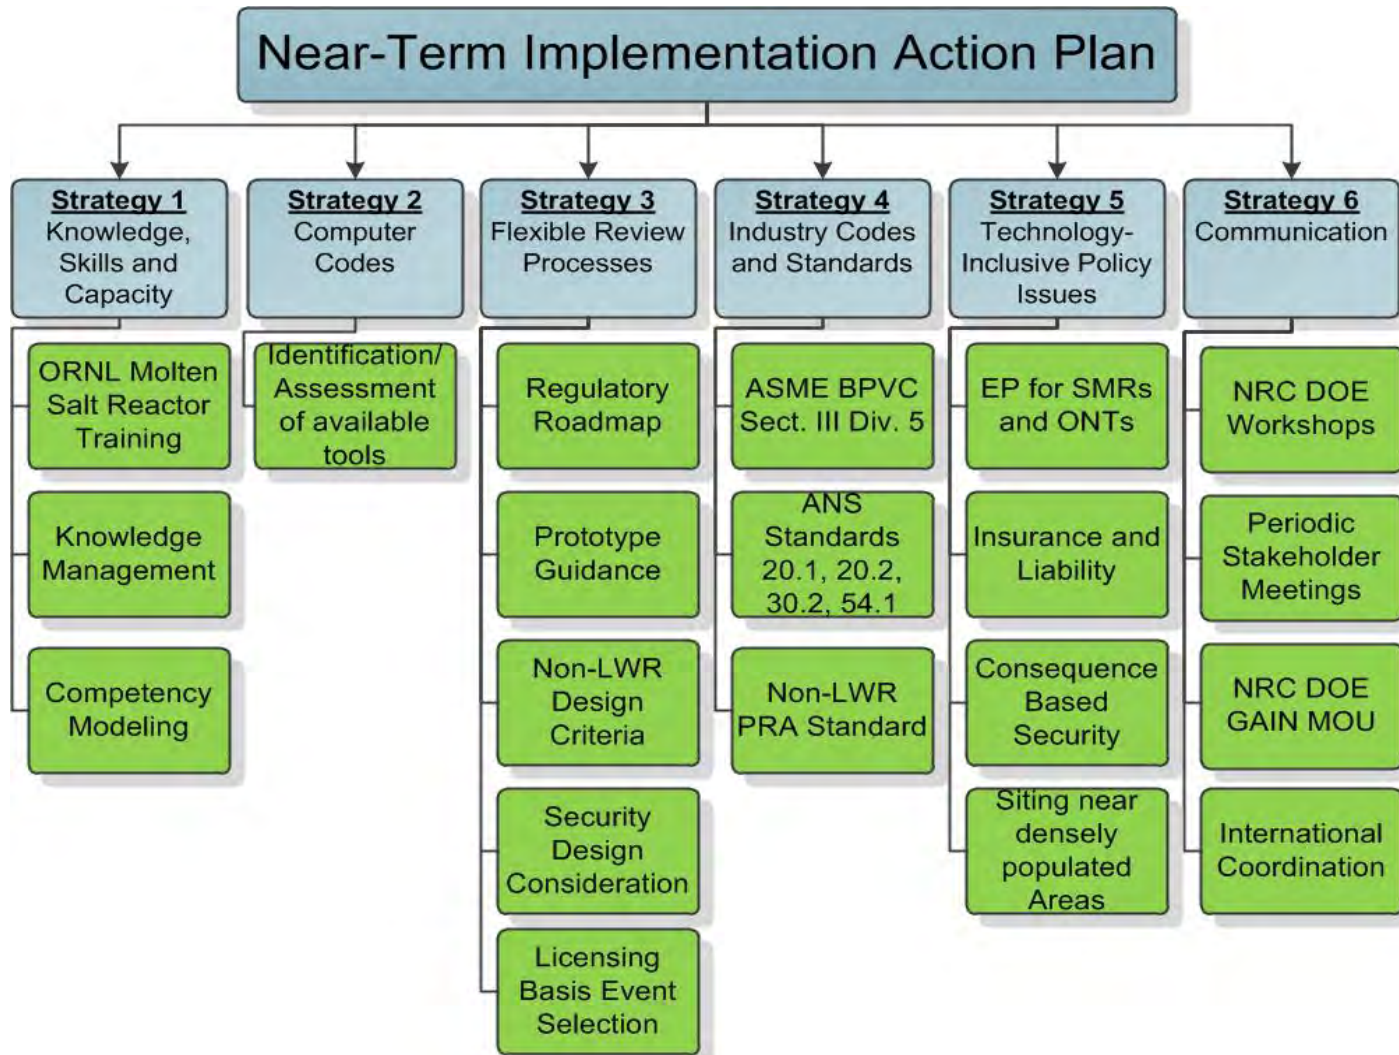 Near-Term Implementation Action Plan
Strategy 1
Knowledge,
Skills and
Capacity
Strategy 2
Computer
Codes
Strategy 3
Flexible Review
Processes
Strategy 4
Industry Codes
and Standards
Strategy 5
Technology-
Inclusive Policy
Issues
Strategy 6
Communication
ORNL Molten
Salt Reactor
Training
Knowledge
Management
Competency
Modeling
Identification/
Assessment
of available
tools
Regulatory
Roadmap
Prototype
Guidance
Non-LWR
Design
Criteria
Security
Design
Consideration
Licensing
Basis Event
Selection
ASME BPVC
Sect. III Div. 5
ANS
Standards
20.1, 20.2,
30.2, 54.1
Non-LWR
PRA Standard
EP for SMRs
and ONTs
Insurance and
Liability
Consequence
Based
Security
Siting near
densely
populated
Areas
NRC DOE
Workshops
Periodic
Stakeholder
Meetings
NRC DOE
GAIN MOU
International
Coordination